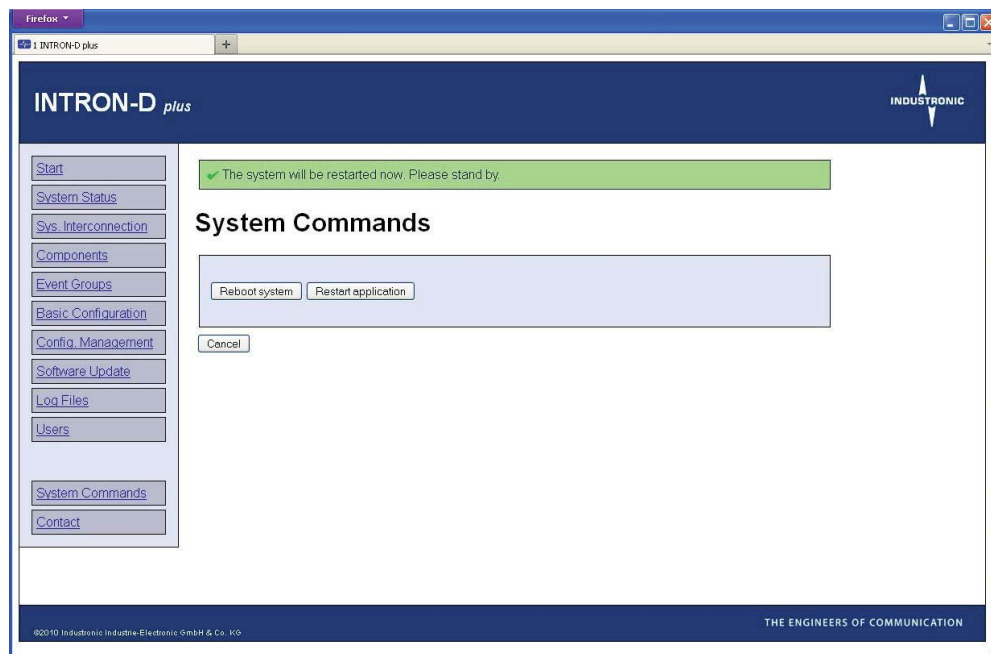 Firefox
1 INTRON-D plus
INTRON-D plus
INDUSTRONIC
Start
System Status
Sys. Interconnection
Components
Event Groups
Basic Configuration
Config. Management
Software Update
Log Files
Users
System Commands
Contact
The system will be restarted now. Please stand by.
System Commands
Reboot system Restart application
Cancel
©2010 Industronic Industrie-Electronic GmbH & Co. KG
THE ENGINEERS OF COMMUNICATION